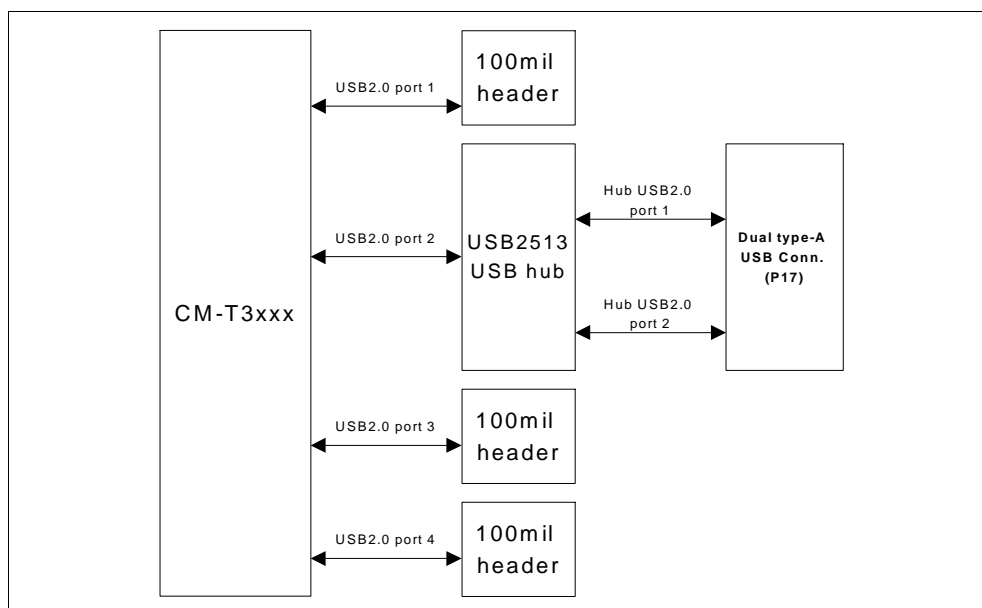 100mil
header
USB2.0 port 1
Hub USB2.0
port 1
USB2.0 port 2
USB2513
USB hub
Dual type-A
USB Conn.
(P17)
Hub USB2.0
port 2
CM-T3xxx
USB2.0 port 3
100mil
header
USB2.0 port 4
100mil
header